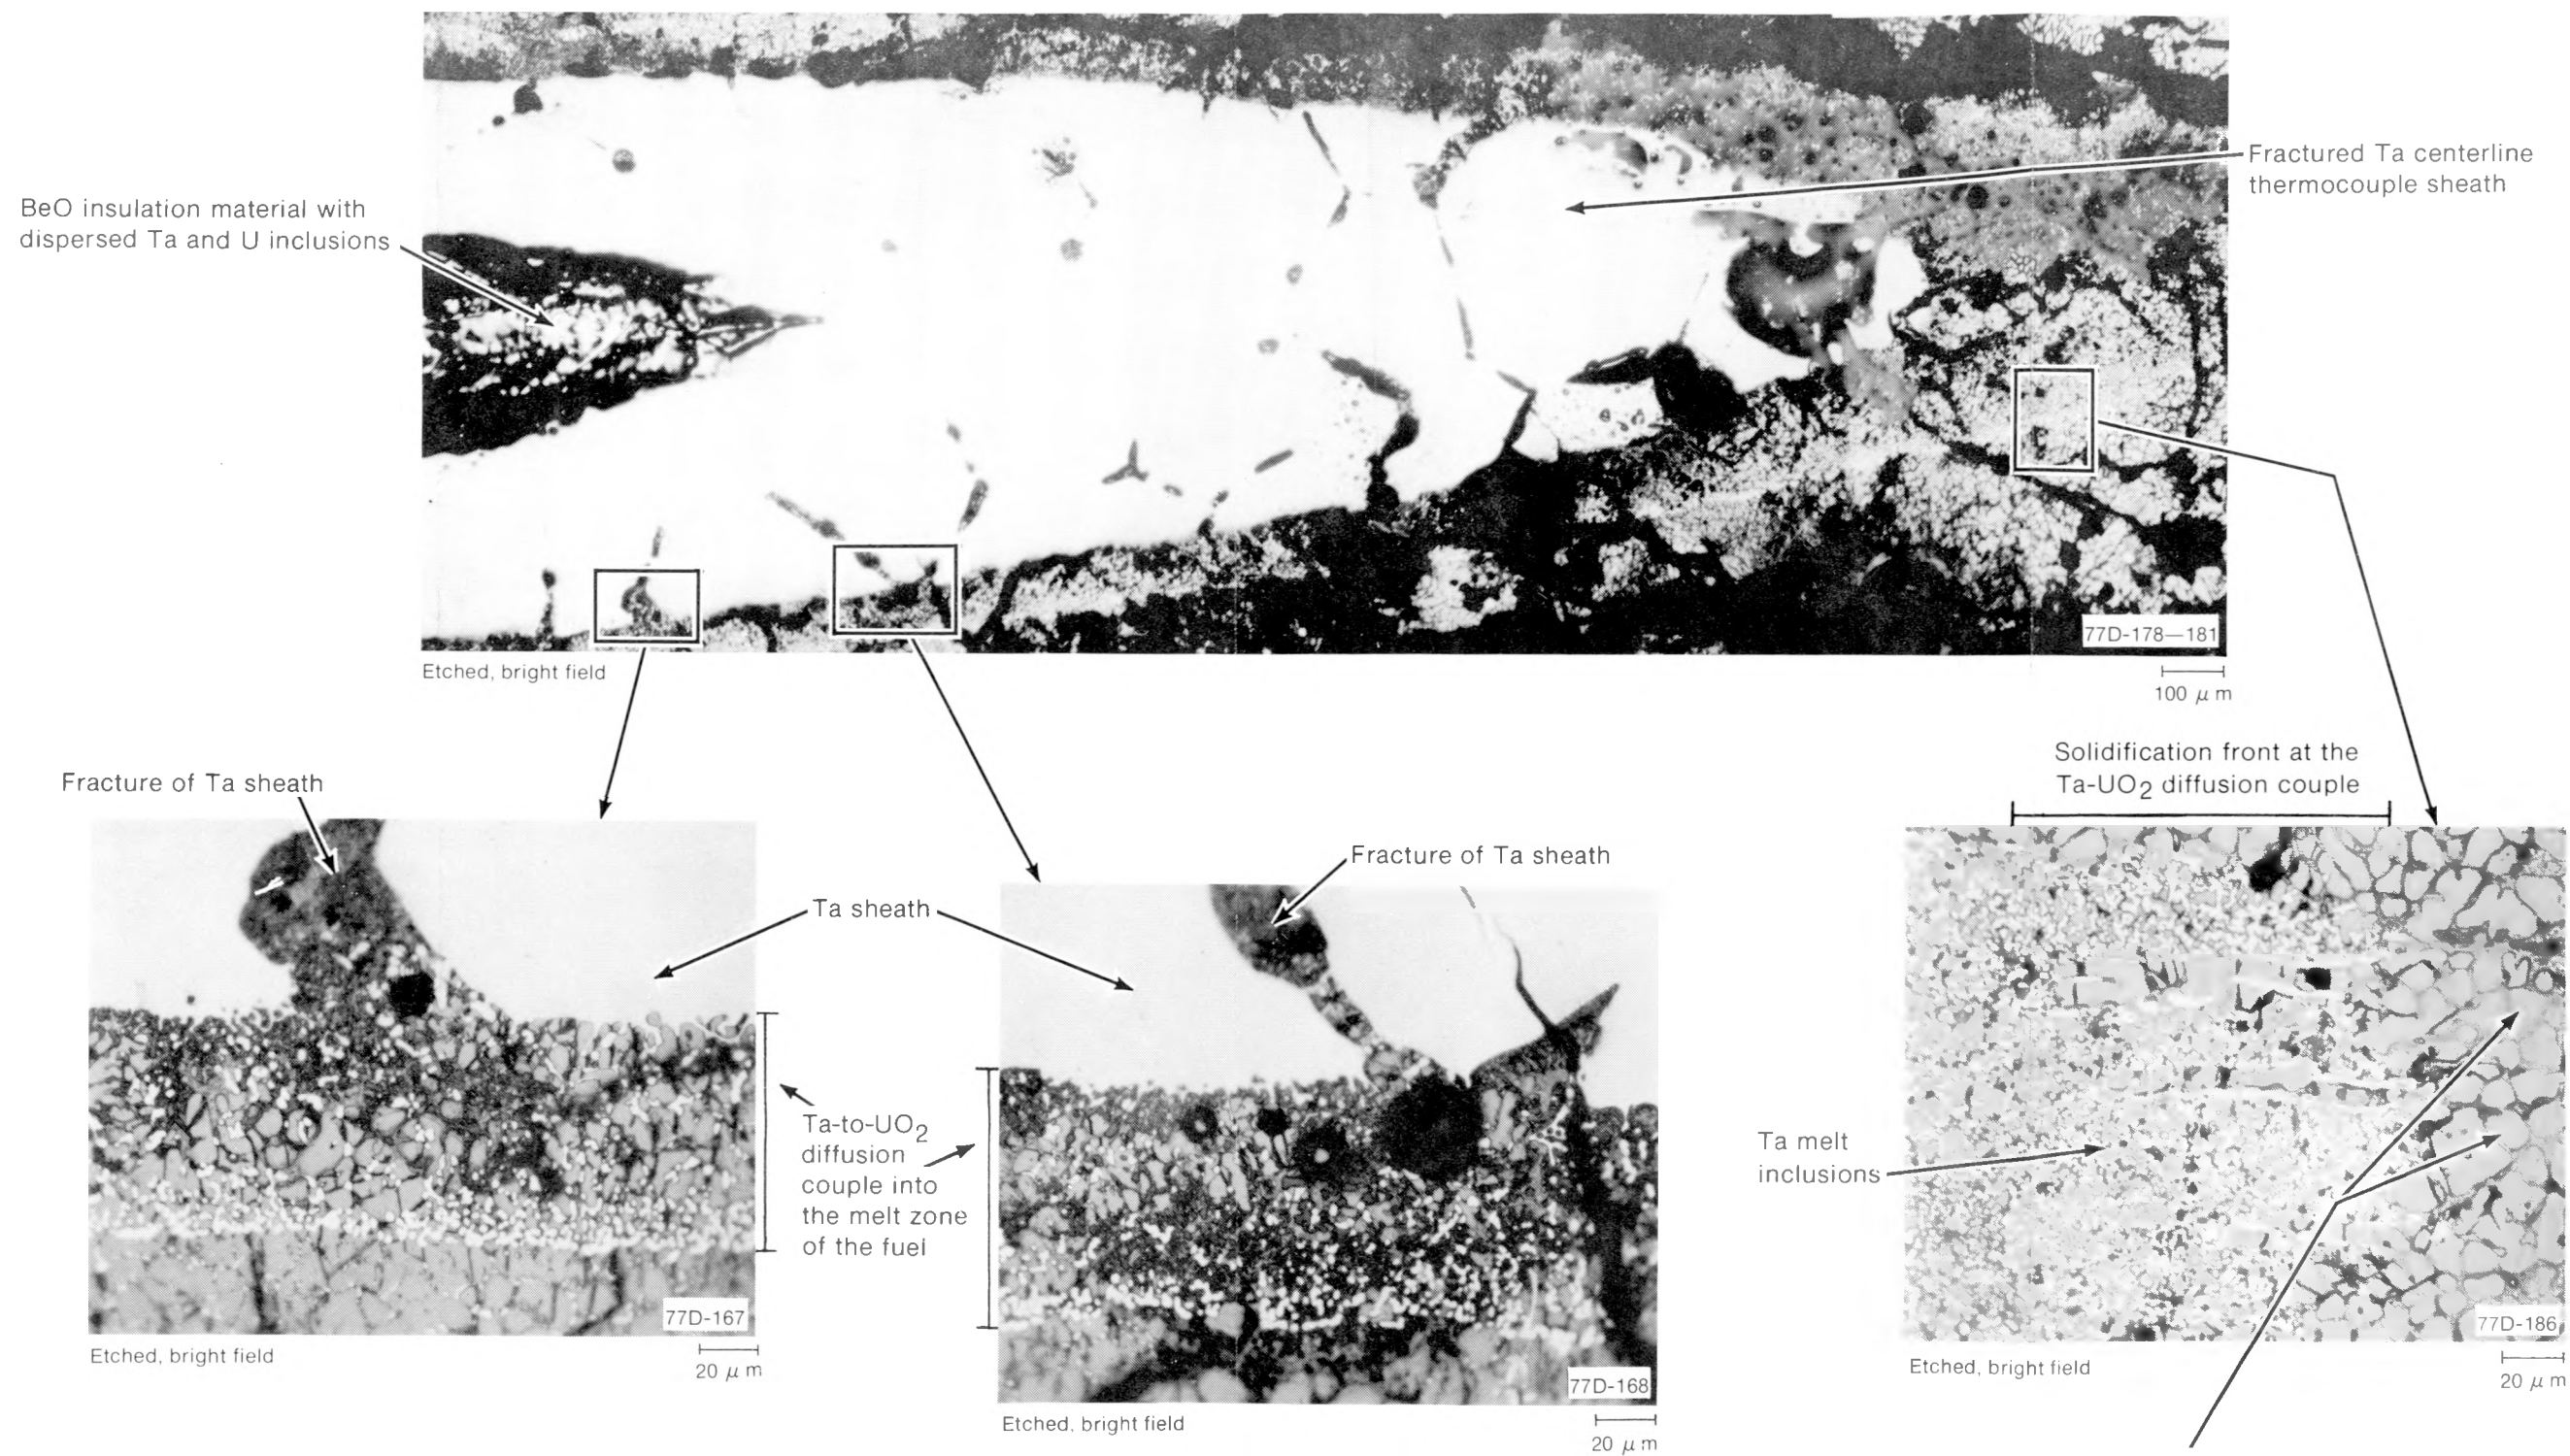 Fractured Ta centerline
thermocouple sheath
BeO insulation material with
dispersed Ta and U inclusions
77D-178—181
Etched, bright field
100 μm
Solidification front at the
Ta-UO2 diffusion couple
Fracture of Ta sheath
Fracture of Ta sheath
Ta sheath
Ta-to-UO2
diffusion
couple into
the melt zone
of the fuel
Ta melt
inclusions
77D-167
Etched, bright field
20 μm
77D-168
Etched, bright field
20 μm
77D-186
Etched, bright field
20 μm